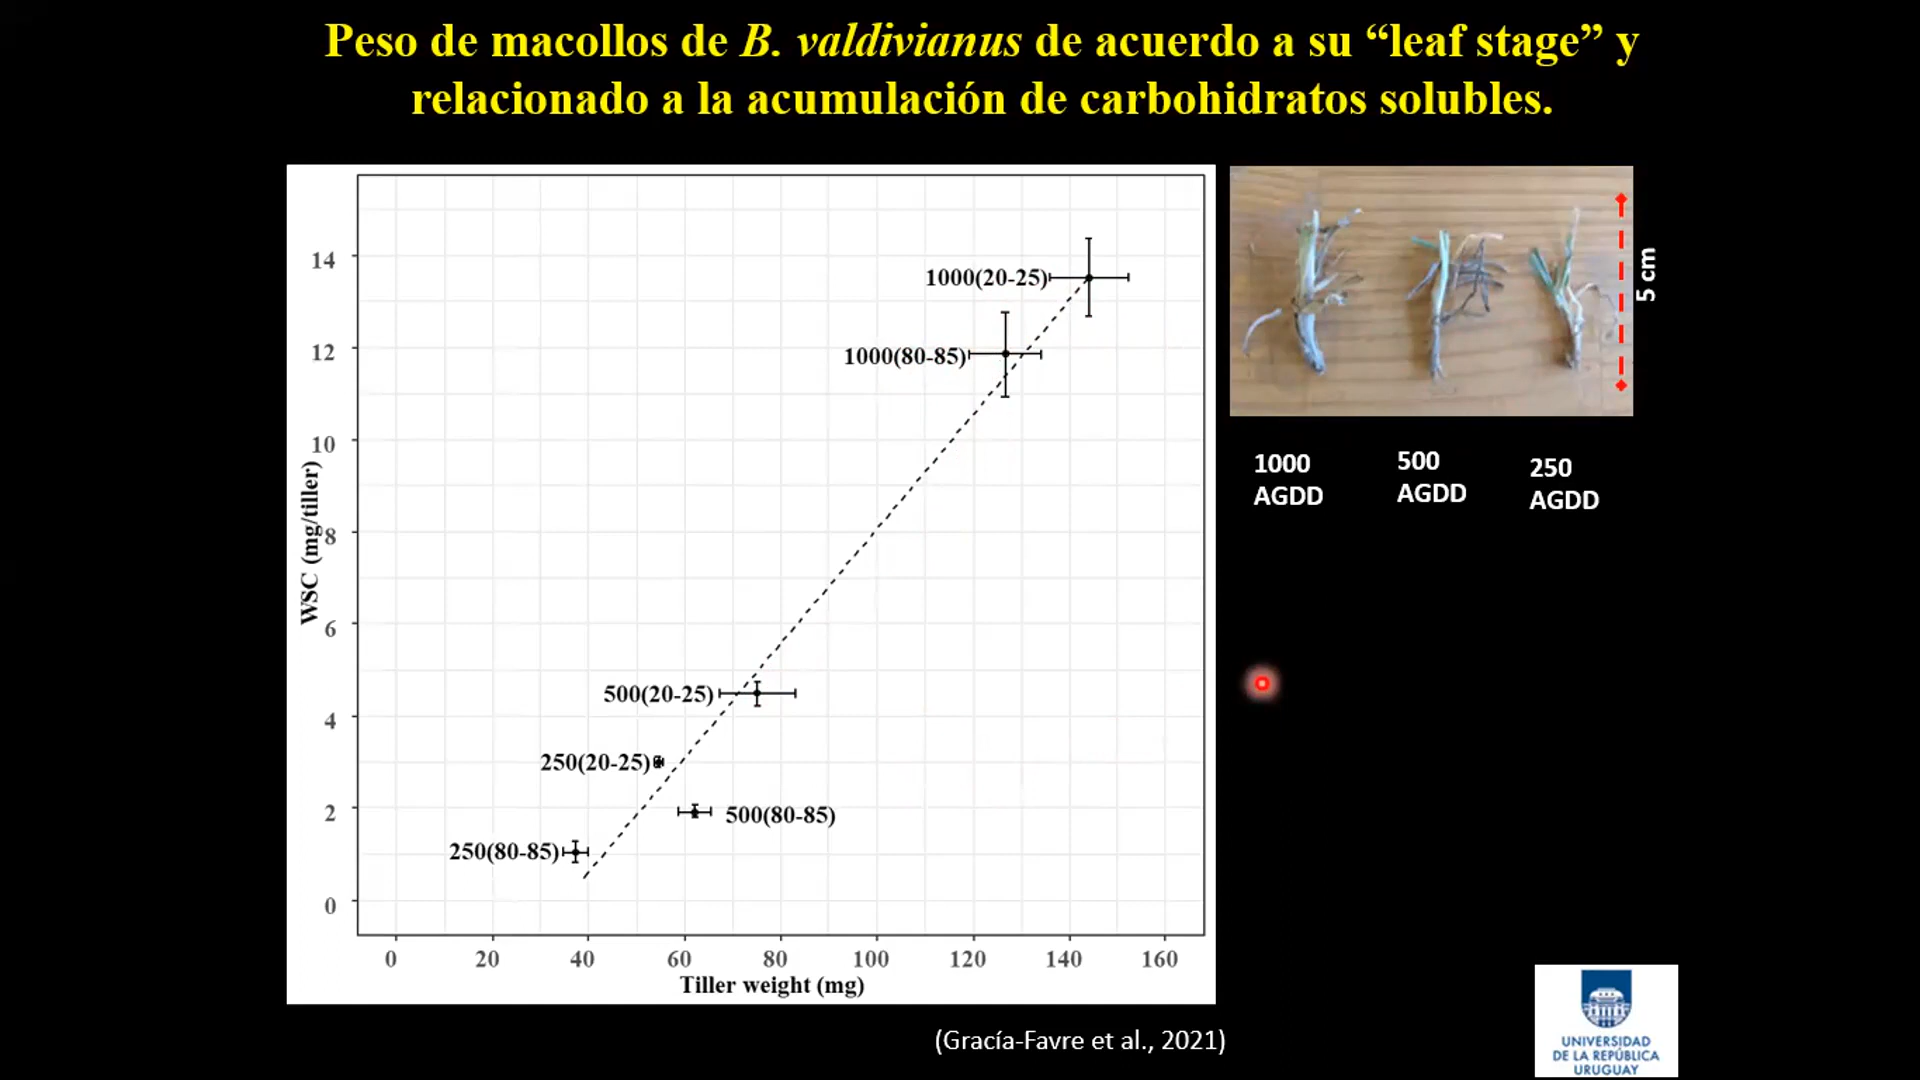 Peso de macollos de B. valdivianus de acuerdo a su “leaf stage” y
relacionado a la acumulación de carbohidratos solubles.
14
12
10
8
6
4
2
0
WSC (mg/tiller)
1000(20-25)
1000(80-85)
500(20-25)
250(20-25)
500(80-85)
250(80-85)
0 20 40 60 80 100 120 140 160
Tiller weight (mg)
5 cm
1000
AGDD
500
AGDD
250
AGDD
(Gracía-Favre et al., 2021)
UNIVERSIDAD
DE LA REPÚBLICA
URUGUAY